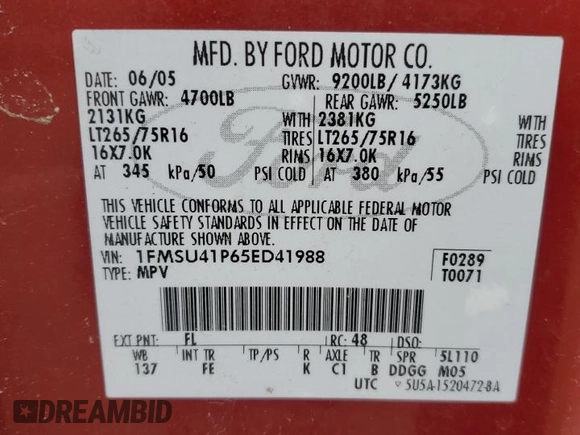 MFD. BY FORD MOTOR CO.
DATE: 06/05 GVWR: 9200LB/4173KG
FRONT GAWR: 4700LB REAR GAWR: 5250LB
2131KG WITH 2381KG WITH
LT265/75R16 TIRES LT265/75R16 TIRES
16X7.0K RIMS 16X7.0K RIMS
AT 345 kPa/50 PSI COLD AT 380 kPa/55 PSI COLD
THIS VEHICLE CONFORMS TO ALL APPLICABLE FEDERAL MOTOR
VEHICLE SAFETY STANDARDS IN EFFECT ON THE DATE OF
MANUFACTURE SHOWN ABOVE.
VIN: 1FMSU41P65ED41988 F0289
TYPE: MPV T0071
EXT PNT: FL RC: 48 DSO:
WB INT TR TP/PS R AXLE TR SPR 5L110
137 FE K C1 B DDGG M05
UTC 5U5A-1520472-BA
Ford
DREAMBID